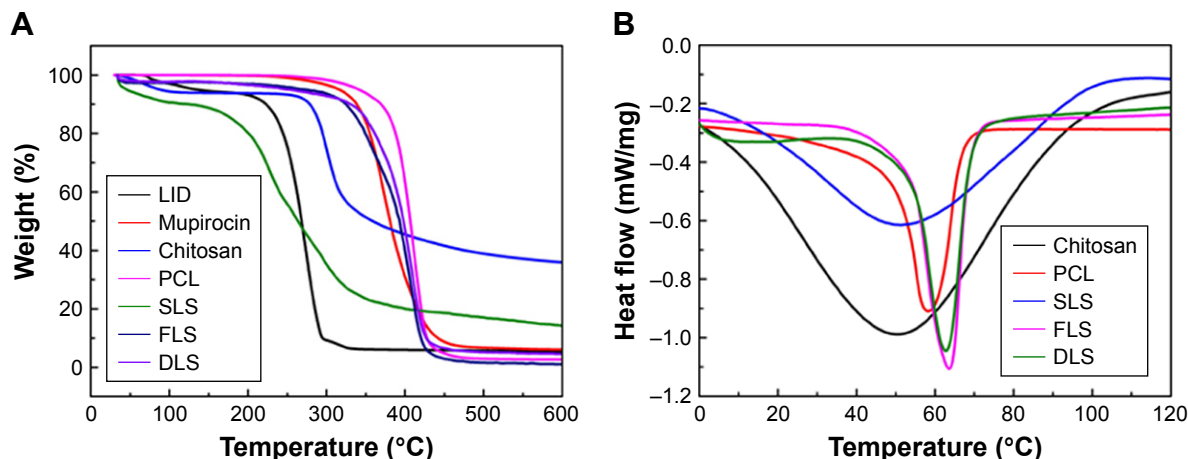 A
Weight (%)
100
80
60
40
20
0
LID
Mupirocin
Chitosan
PCL
SLS
FLS
DLS
0 100 200 300 400 500 600
Temperature (°C)
B
Heat flow (mW/mg)
0.0
–0.2
–0.4
–0.6
–0.8
–1.0
–1.2
Chitosan
PCL
SLS
FLS
DLS
0 20 40 60 80 100 120
Temperature (°C)